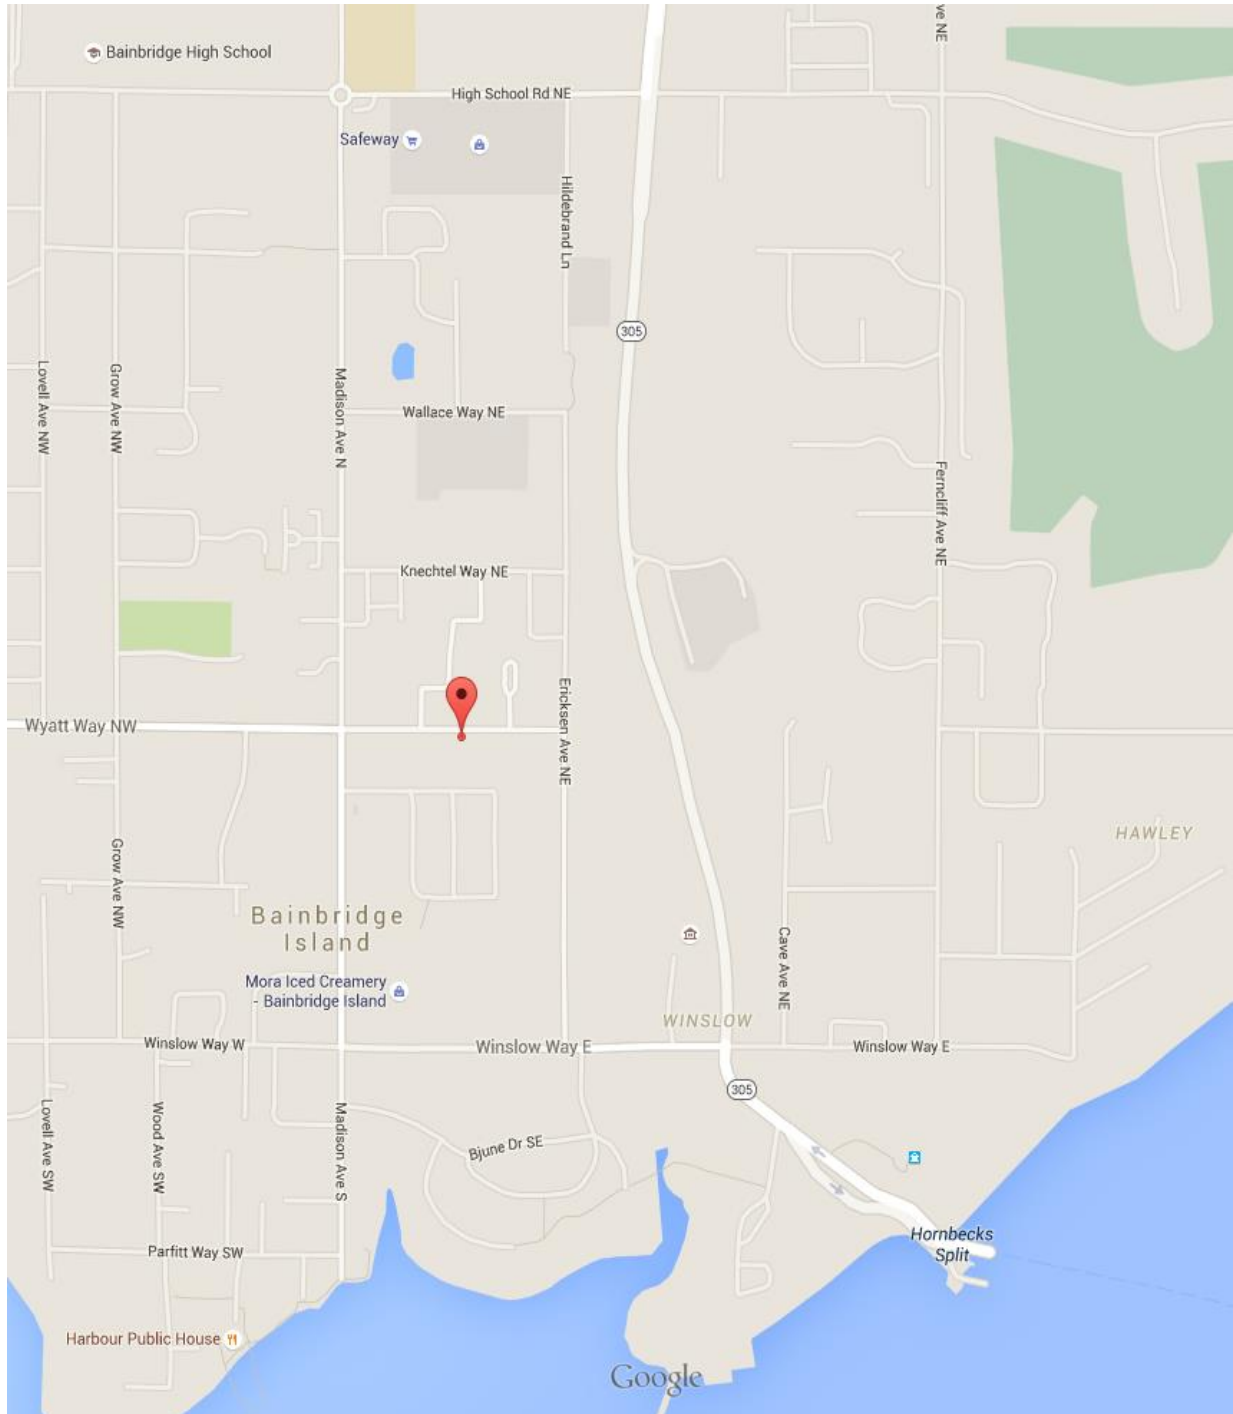 ve NE
Bainbridge High School
High School Rd NE
Safeway
Hildebrand Ln
305
Lovell Ave NW
Grow Ave NW
Madison Ave N
Wallace Way NE
Ferncliff Ave NE
Knechtel Way NE
Ericksen Ave NE
Wyatt Way NW
HAWLEY
Grow Ave NW
Bainbridge
Island
Cave Ave NE
Mora Iced Creamery
- Bainbridge Island
WINSLOW
Winslow Way W
Winslow Way E
Winslow Way E
305
Lovell Ave SW
Wood Ave SW
Madison Ave S
Bjune Dr SE
Hornbecks
Split
Parfitt Way SW
Harbour Public House
Google